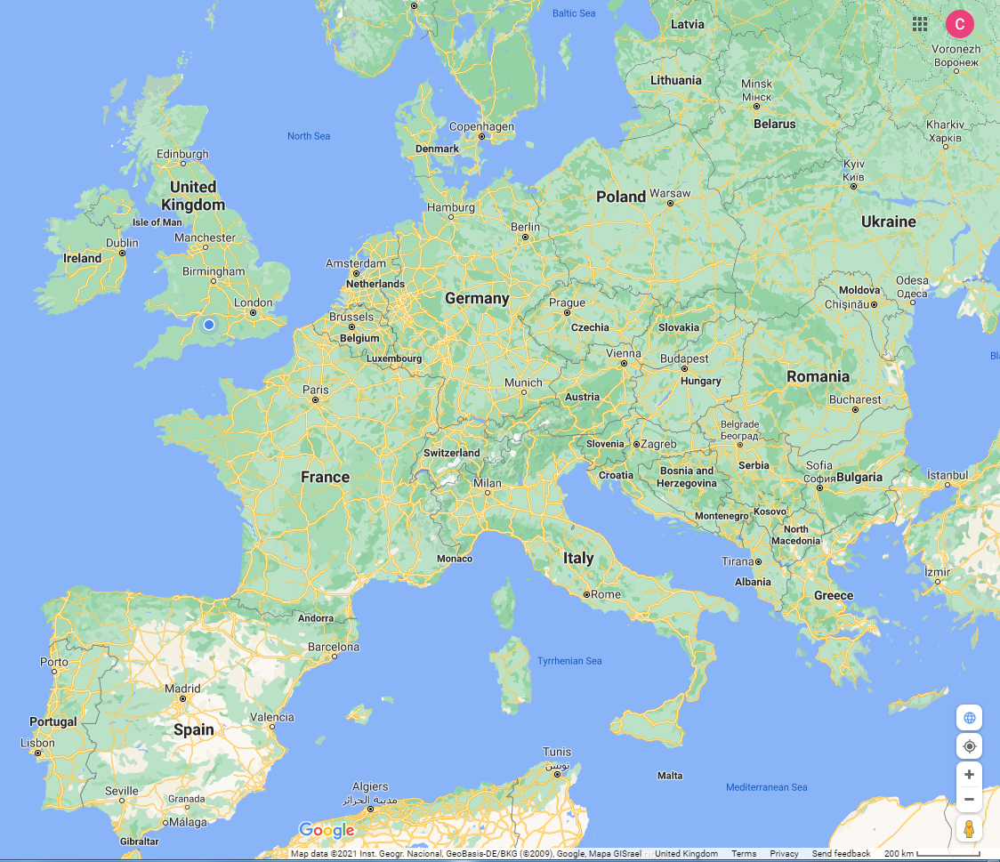 Baltic Sea
Latvia
C
Voronezh
Воронеж
Lithuania
Minsk
Мінск
Belarus
Kharkiv
Харків
North Sea
Copenhagen
Denmark
Edinburgh
Kyiv
Київ
United
Kingdom
Poland
Warsaw
Hamburg
Ukraine
Isle of Man
Berlin
Dublin
Manchester
Ireland
Amsterdam
Birmingham
Netherlands
Odesa
Одеса
Moldova
Germany
London
Prague
Chișinău
Brussels
Czechia
Slovakia
Belgium
Luxembourg
Vienna
Budapest
Bla
Munich
Hungary
Romania
Paris
Austria
Bucharest
Belgrade
Београд
Slovenia
Zagreb
Switzerland
Serbia
Sofia
София
Bulgaria
Bosnia and
Herzegovina
Croatia
France
Milan
İstanbul
Montenegro
Kosovo
North
Macedonia
Monaco
Italy
Tirana
İzmir
Albania
Rome
Greece
Andorra
Barcelona
Porto
Tyrrhenian Sea
Madrid
Valencia
Portugal
Spain
Lisbon
Tunis
تونس
Malta
Mediterranean Sea
Algiers
مدينة الجزائر
Seville
Granada
Málaga
Gibraltar
Google
Map data ©2021 Inst. Geogr. Nacional, GeoBasis-DE/BKG (©2009), Google, Mapa GISrael United Kingdom Terms Privacy Send feedback 200 km